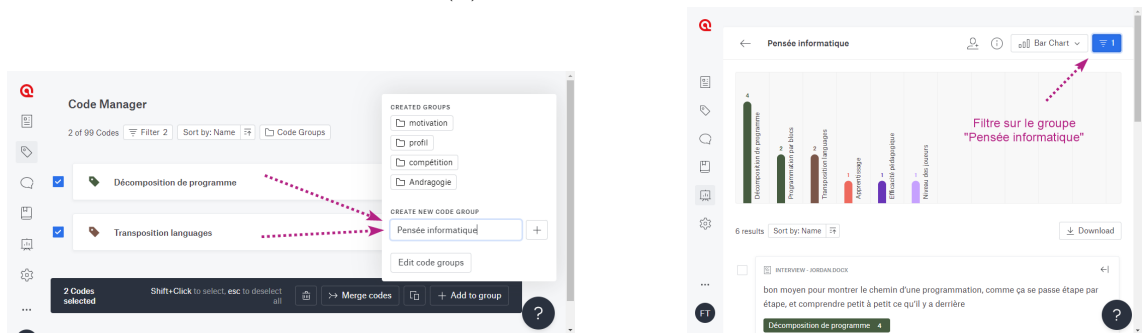 Code Manager
2 of 99 Codes
Filter 2
Sort by: Name
Code Groups
Décomposition de programme
Transposition languages
2 Codes selected
Shift+Click to select, esc to deselect all
Merge codes
Add to group
CREATED GROUPS
motivation
profil
compétition
Andragogie
CREATE NEW CODE GROUP
Pensée informatique
+
Edit code groups
?
Pensée informatique
Bar Chart
1
4
Décomposition de programme
2
Programmation par blocs
2
Transposition languages
1
Apprentissage
1
Efficacité pédagogique
1
Niveau des joueurs
Filtre sur le groupe
"Pensée informatique"
6 results
Sort by: Name
Download
INTERVIEW - JORDAN.DOCX
bon moyen pour montrer le chemin d'une programmation, comme ça se passe étape par
étape, et comprendre petit à petit ce qu'il y a derrière
Décomposition de programme 4
FT
?